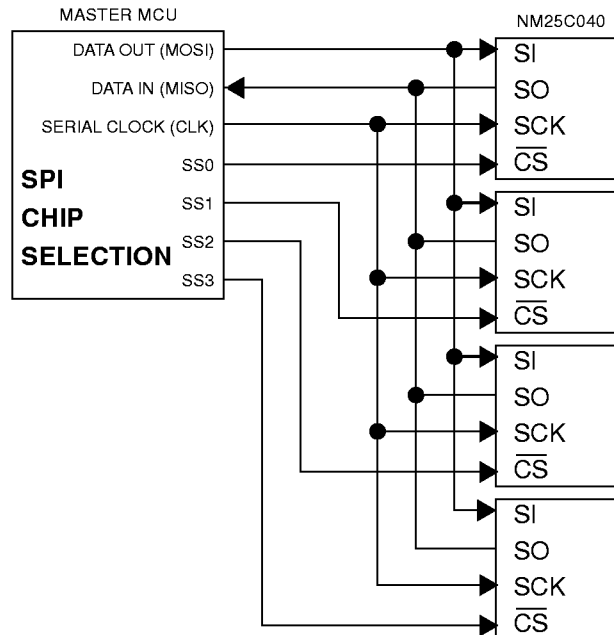 MASTER MCU
DATA OUT (MOSI)
DATA IN (MISO)
SERIAL CLOCK (CLK)
SS0
SS1
SS2
SS3
SPI
CHIP
SELECTION
NM25C040
SI
SO
SCK
CS
SI
SO
SCK
CS
SI
SO
SCK
CS
SI
SO
SCK
CS